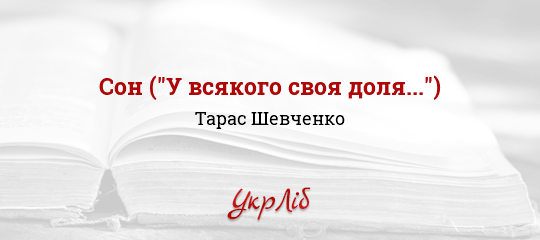 Сон ("У всякого своя доля...")
Тарас Шевченко
УкрЛіб